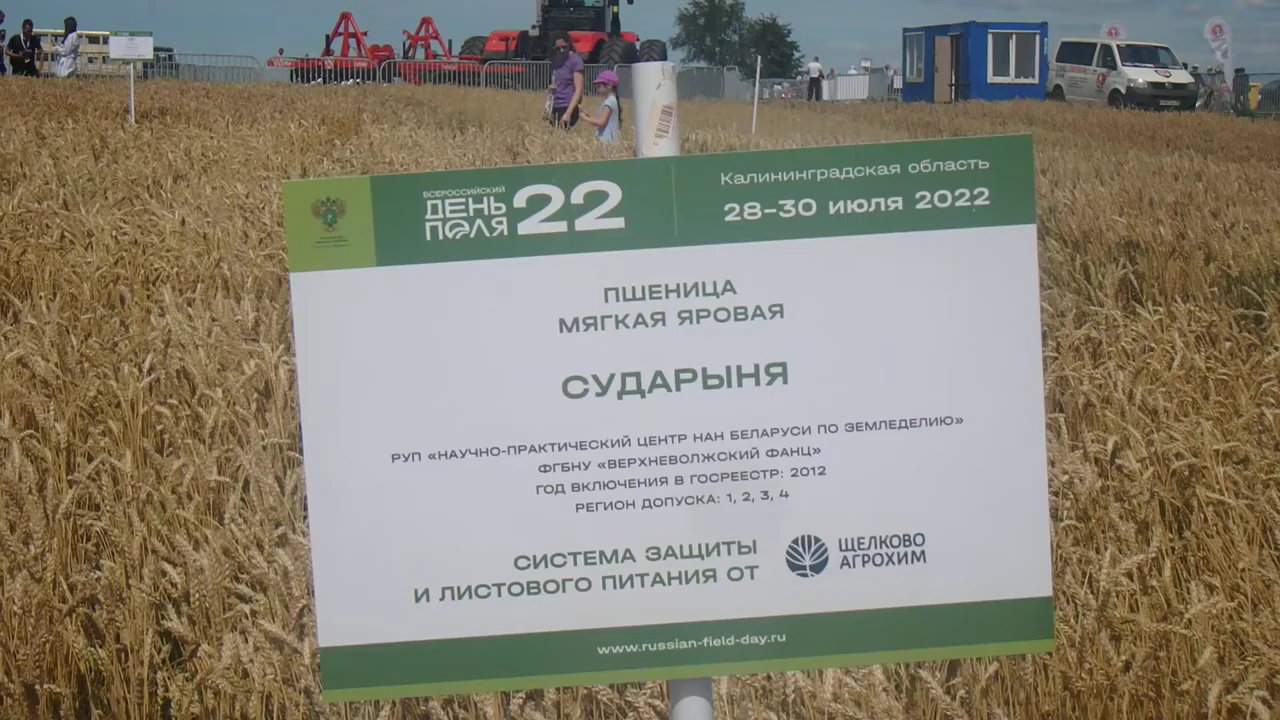 ВСЕРОССИЙСКИЙ
ДЕНЬ
ПОЛЯ 22
Калининградская область
28-30 июля 2022
ПШЕНИЦА
МЯГКАЯ ЯРОВАЯ
СУДАРЫНЯ
РУП «НАУЧНО-ПРАКТИЧЕСКИЙ ЦЕНТР НАН БЕЛАРУСИ ПО ЗЕМЛЕДЕЛИЮ»
ФГБНУ «ВЕРХНЕВОЛЖСКИЙ ФАНЦ»
ГОД ВКЛЮЧЕНИЯ В ГОСРЕЕСТР: 2012
РЕГИОН ДОПУСКА: 1, 2, 3, 4
СИСТЕМА ЗАЩИТЫ
И ЛИСТОВОГО ПИТАНИЯ ОТ
ЩЕЛКОВО
АГРОХИМ
www.russian-field-day.ru